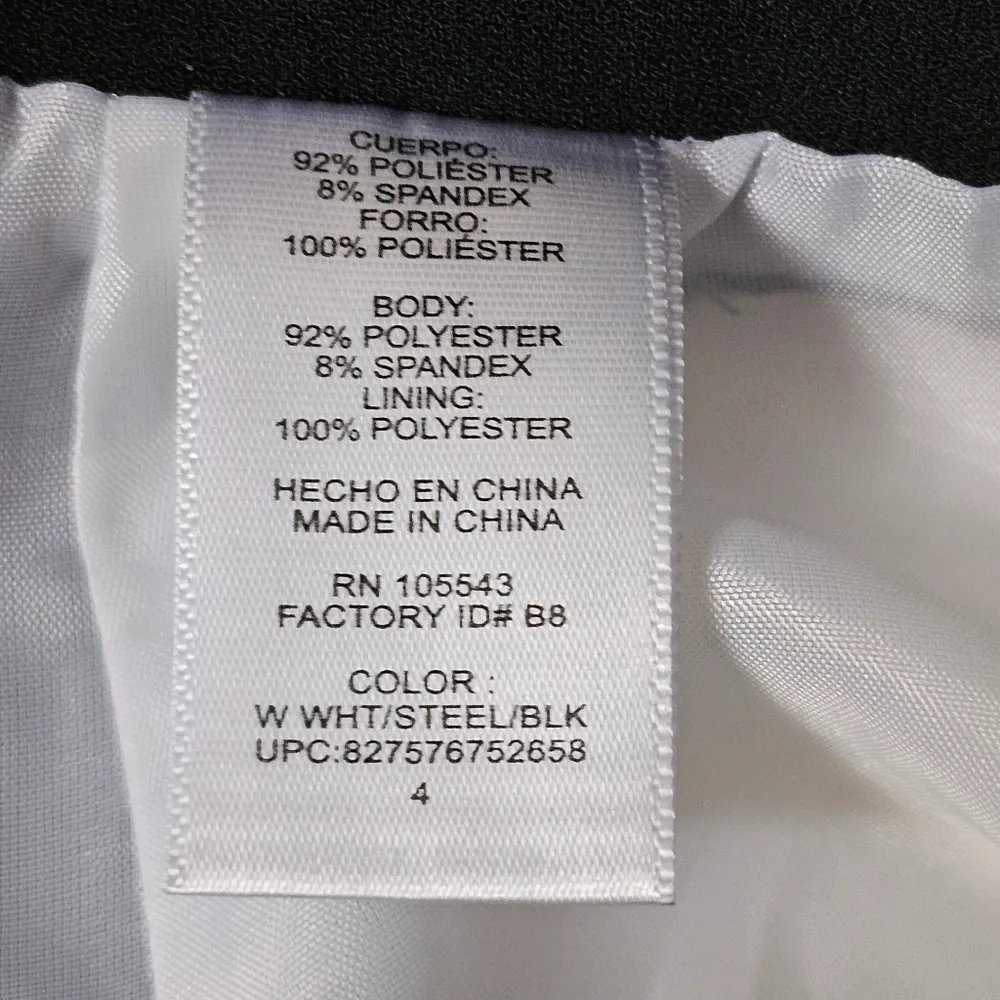 CUERPO:
92% POLIÉSTER
8% SPANDEX
FORRO:
100% POLIÉSTER
BODY:
92% POLYESTER
8% SPANDEX
LINING:
100% POLYESTER
HECHO EN CHINA
MADE IN CHINA
RN 105543
FACTORY ID# B8
COLOR :
W WHT/STEEL/BLK
UPC:827576752658
4